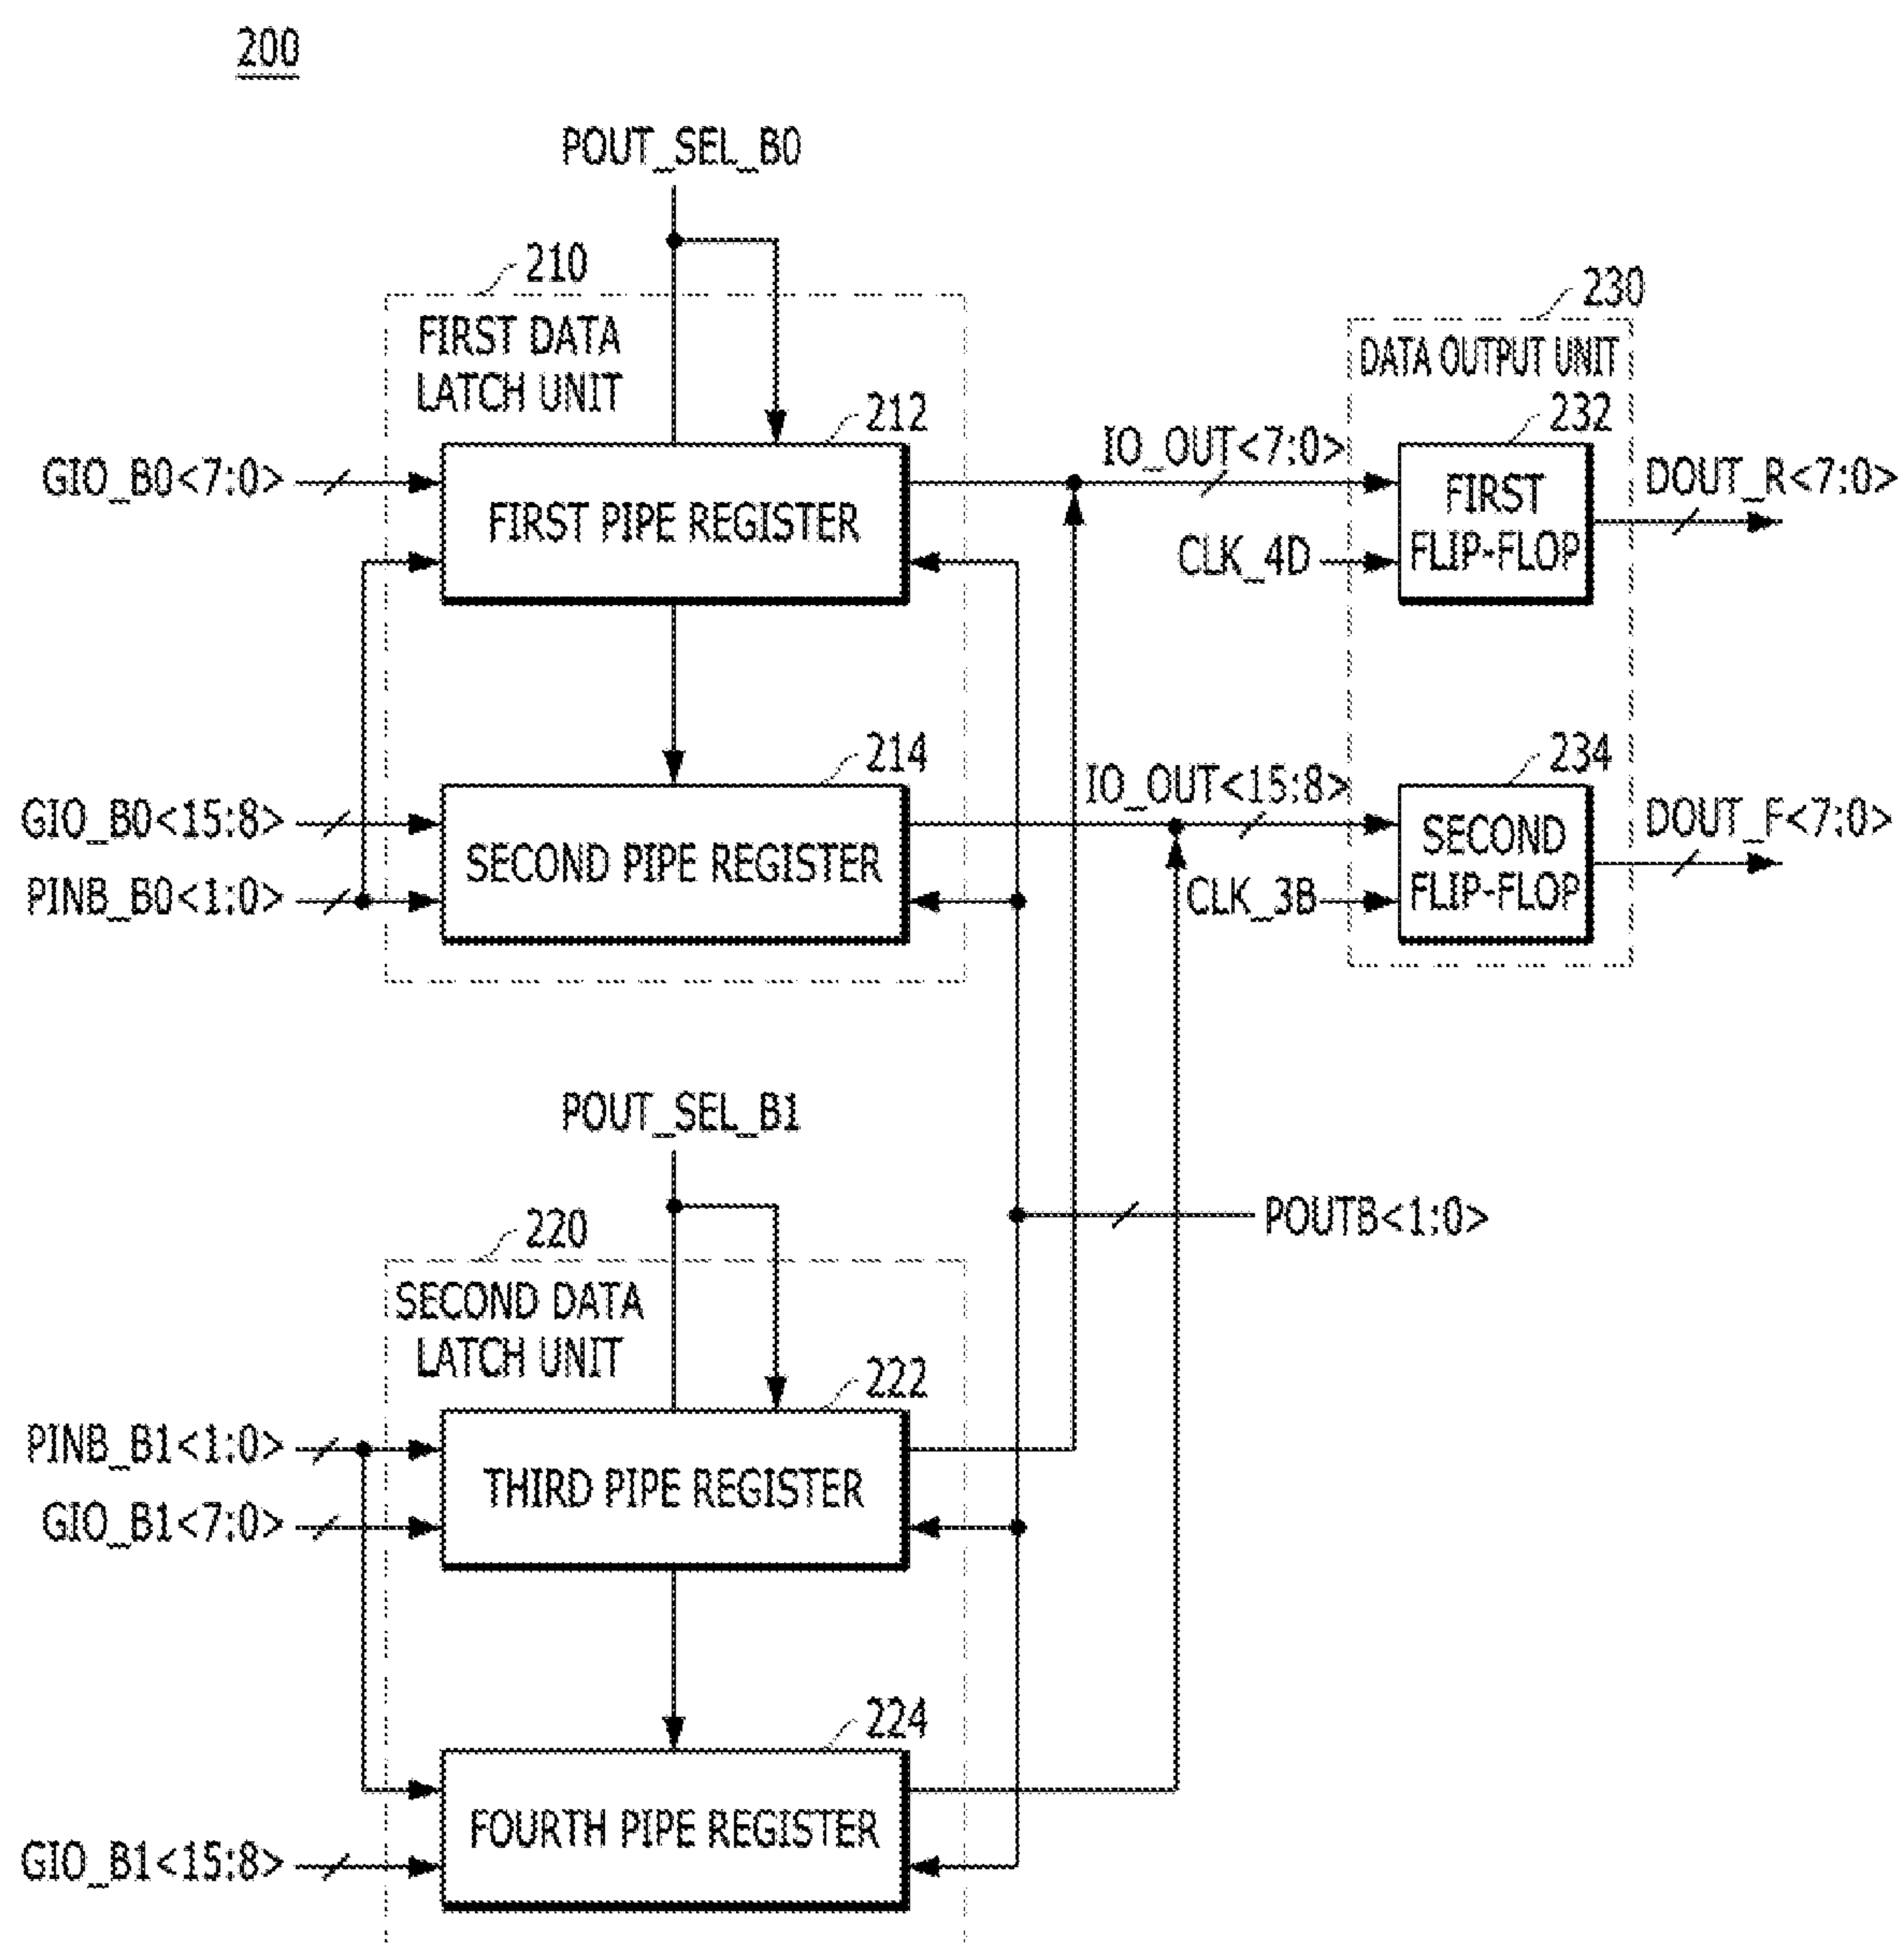 200
POUT_SEL_B0
210
FIRST DATA
LATCH UNIT
212
GIO_B0<7:0>
FIRST PIPE REGISTER
214
GIO_B0<15:8>
SECOND PIPE REGISTER
PINB_B0<1:0>
IO_OUT<7:0>
CLK_4D
IO_OUT<15:8>
CLK_3B
230
DATA OUTPUT UNIT
232
FIRST
FLIP-FLOP
DOUT_R<7:0>
234
SECOND
FLIP-FLOP
DOUT_F<7:0>
POUT_SEL_B1
220
SECOND DATA
LATCH UNIT
222
PINB_B1<1:0>
THIRD PIPE REGISTER
GIO_B1<7:0>
POUTB<1:0>
224
FOURTH PIPE REGISTER
GIO_B1<15:8>